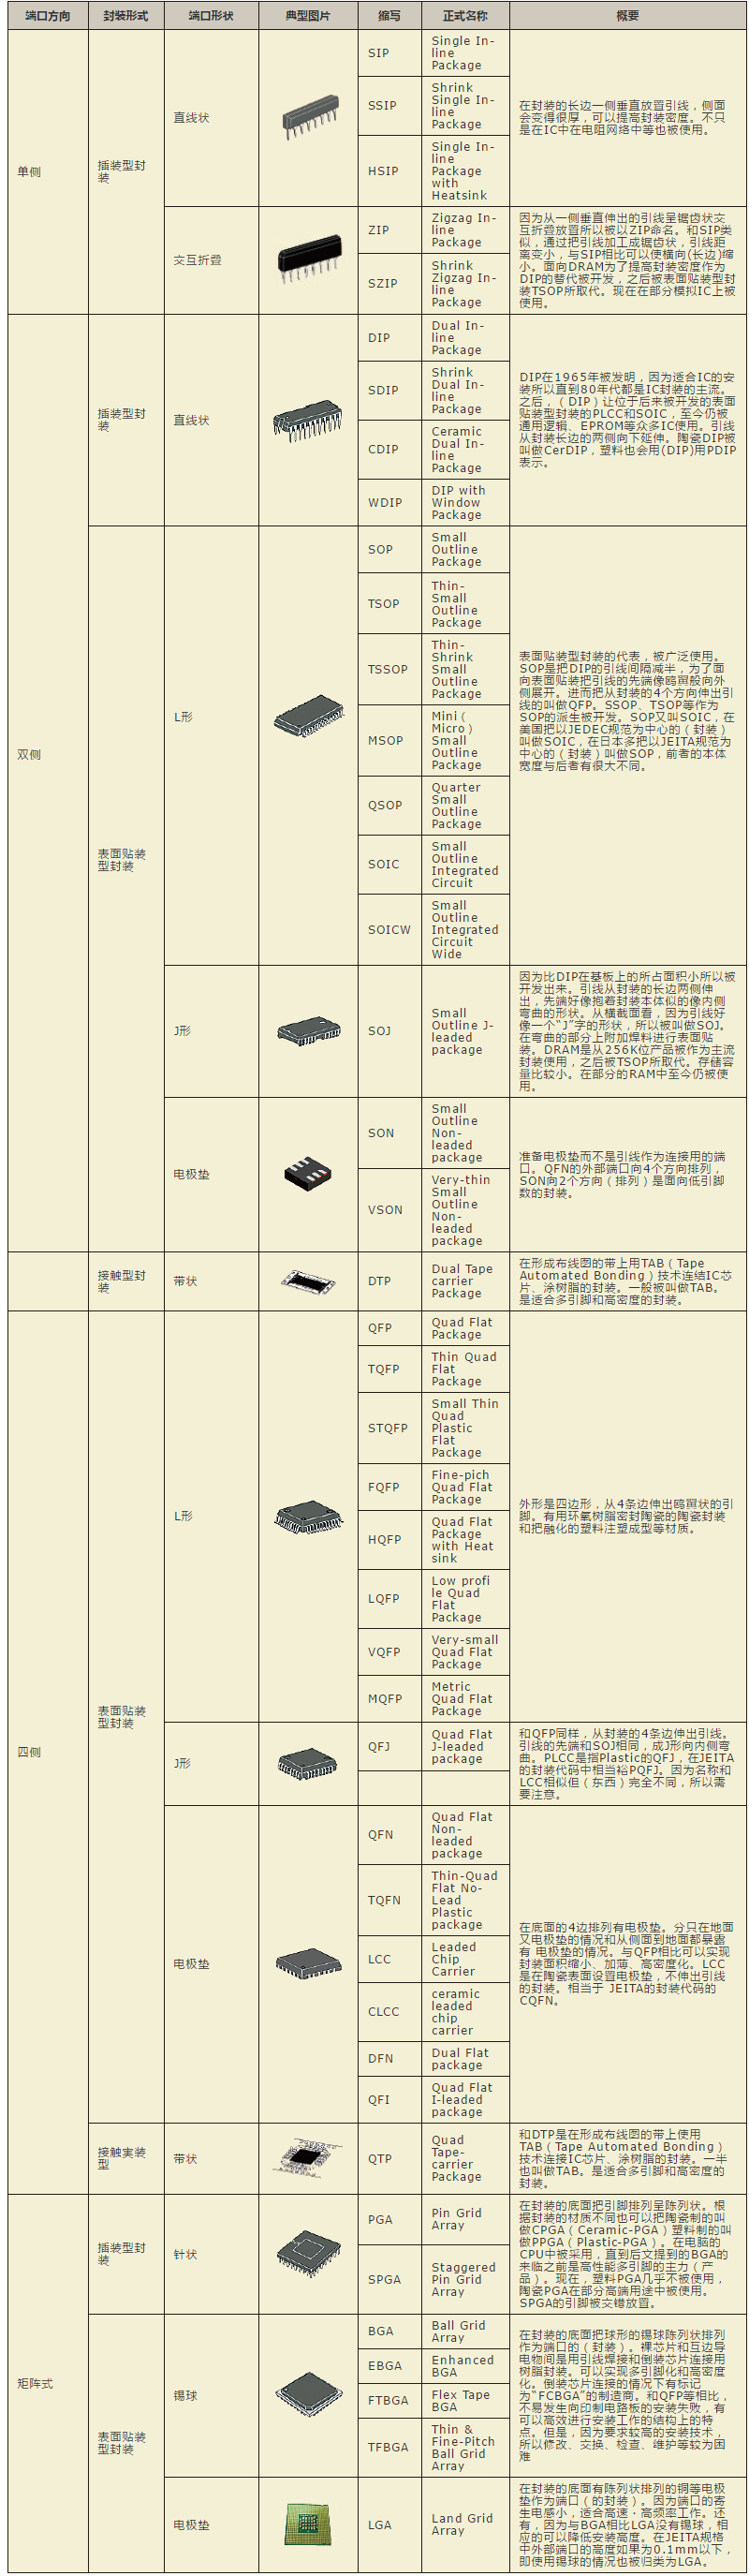 端口方向 封装形式 端口形状 典型图片 缩写 正式名称 概要
单侧
插装型封
装
直线状
SIP
Single In-
line
Package
SSIP
Shrink
Single In-
line
Package
HSIP
Single In-
line
Package
with
Heatsink
在封装的长边一侧垂直放置引线，侧面
会变得很厚，可以提高封装密度。不只
是在IC中在电阻网络中等也被使用。
交互折叠
ZIP
Zigzag In-
line
Package
SZIP
Shrink
Zigzag In-
line
Package
因为从一侧垂直伸出的引线呈锯齿状交
互折叠放置所以被以ZIP命名。和SIP类
似，通过把引线加工成锯齿状，引线距
离变小，与SIP相比可以使横向(长边)缩
小。面向DRAM为了提高封装密度作为
DIP的替代被开发，之后被表面贴装型封
装TSOP所取代。现在在部分模拟IC上被
使用。
双侧
插装型封
装
直线状
DIP
Dual In-
line
Package
SDIP
Shrink
Dual In-
line
Package
CDIP
Ceramic
Dual In-
line
Package
WDIP
DIP with
Window
Package
DIP在1965年被发明，因为适合IC的安
装所以直到80年代都是IC封装的主流。
之后，（DIP）让位于后来被开发的表面
贴装型封装的PLCC和SOIC，至今仍被
通用逻辑、EPROM等众多IC使用。引线
从封装长边的两侧向下延伸。陶瓷DIP被
叫做CerDIP，塑料也会用(DIP)用PDIP
表示。
表面贴装
型封装
L形
SOP
Small
Outline
Package
TSOP
Thin-
Small
Outline
Package
TSSOP
Thin-
Shrink
Small
Outline
Package
MSOP
Mini（
Micro）
Small
Outline
Package
QSOP
Quarter
Small
Outline
Package
SOIC
Small
Outline
Integrated
Circuit
SOICW
Small
Outline
Integrated
Circuit
Wide
表面贴装型封装的代表，被广泛使用。
SOP是把DIP的引线间隔减半，为了面
向表面贴装把引线的先端像鸥翼般向外
侧展开。进而把从封装的4个方向伸出引
线的叫做QFP。SSOP、TSOP等作为
SOP的派生被开发。SOP又叫SOIC，在
美国把以JEDEC规范为中心的（封装）
叫做SOIC，在日本多把以JEITA规范为
中心的（封装）叫做SOP，前者的本体
宽度与后者有很大不同。
J形
SOJ
Small
Outline J-
leaded
package
因为比DIP在基板上的所占面积小所以被
开发出来。引线从封装的长边两侧伸
出，先端好像抱着封装本体似的像内侧
弯曲的形状。从横截面看，因为引线好
像一个“J”字的形状，所以被叫做SOJ。
在弯曲的部分上附加焊料进行表面贴
装。DRAM是从256K位产品被作为主流
封装使用，之后被TSOP所取代。存储容
量比较小。在部分的RAM中至今仍被使
用。
电极垫
SON
Small
Outline
Non-
leaded
package
VSON
Very-thin
Small
Outline
Non-
leaded
package
准备电极垫而不是引线作为连接用的端
口。QFN的外部端口向4个方向排列，
SON向2个方向（排列）是面向低引脚
数的封装。
接触型封
装
带状
DTP
Dual Tape
carrier
Package
在形成布线图的带上用TAB（Tape
Automated Bonding）技术连结IC芯
片、涂树脂的封装。一般被叫做TAB。
是适合多引脚和高密度的封装。
四侧
表面贴装
型封装
L形
QFP
Quad Flat
Package
TQFP
Thin Quad
Flat
Package
STQFP
Small Thin
Quad
Plastic
Flat
Package
FQFP
Fine-pich
Quad Flat
Package
HQFP
Quad Flat
Package
with Heat
sink
LQFP
Low profi
le Quad
Flat
Package
VQFP
Very-small
Quad Flat
Package
MQFP
Metric
Quad Flat
Package
外形是四边形，从4条边伸出鸥翼状的引
脚。有用环氧树脂密封陶瓷的陶瓷封装
和把融化的塑料注塑成型等材质。
J形
QFJ
Quad Flat
J-leaded
package
和QFP同样，从封装的4条边伸出引线。
引线的先端和SOJ相同，成J形向内侧弯
曲。PLCC是指Plastic的QFJ，在JEITA
的封装代码中相当裕PQFJ。因为名称和
LCC相似但（东西）完全不同，所以需
要注意。
电极垫
QFN
Quad Flat
Non-
leaded
package
TQFN
Thin-Quad
Flat No-
Lead
Plastic
package
LCC
Leaded
Chip
Carrier
CLCC
ceramic
leaded
chip
carrier
DFN
Dual Flat
package
QFI
Quad Flat
I-leaded
package
在底面的4边排列有电极垫。分只在地面
又电极垫的情况和从侧面到地面都暴露
有 电极垫的情况。与QFP相比可以实现
封装面积缩小、加薄、高密度化。LCC
是在陶瓷表面设置电极垫，不伸出引线
的封装。相当于 JEITA的封装代码的
CQFN。
接触実装
型
带状
QTP
Quad
Tape-
carrier
Package
和DTP是在形成布线图的带上使用
TAB（Tape Automated Bonding）
技术连接IC芯片、涂树脂的封装。一半
也叫做TAB。是适合多引脚和高密度的
封装。
矩阵式
插装型封
装
针状
PGA
Pin Grid
Array
SPGA
Staggered
Pin Grid
Array
在封装的底面把引脚排列呈陈列状。根
据封装的材质不同也可以把陶瓷制的叫
做CPGA（Ceramic-PGA）塑料制的叫
做PPGA（Plastic-PGA）。在电脑的
CPU中被采用，直到后文提到的BGA的
来临之前是高性能多引脚的主力（产
品）。现在，塑料PGA几乎不被使用，
陶瓷PGA在部分高端用途中被使用。
SPGA的引脚被交错放置。
表面贴装
型封装
锡球
BGA
Ball Grid
Array
EBGA
Enhanced
BGA
FTBGA
Flex Tape
BGA
TFBGA
Thin &
Fine-Pitch
Ball Grid
Array
在封装的底面把球形的锡球陈列状排列
作为端口的（封装）。裸芯片和互边导
电物间是用引线焊接和倒装芯片连接用
树脂封装。可以实现多引脚化和高密度
化。倒装芯片连接的情况下有标记
为“FCBGA”的制造商。和QFP等相比，
不易发生向印制电路板的安装失败，有
可以高效进行安装工作的结构上的特
点。但是，因为要求较高的安装技术，
所以修改、交换、检查、维护等较为困
难
电极垫
LGA
Land Grid
Array
在封装的底面有陈列状排列的铜等电极
垫作为端口（的封装）。因为端口的寄
生电感小，适合高速・高频率工作。还
有，因为与BGA相比LGA没有锡球，相
应的可以降低安装高度。在JEITA规格
中外部端口的高度如果为0.1mm以下，
即使用锡球的情况也被归类为LGA。